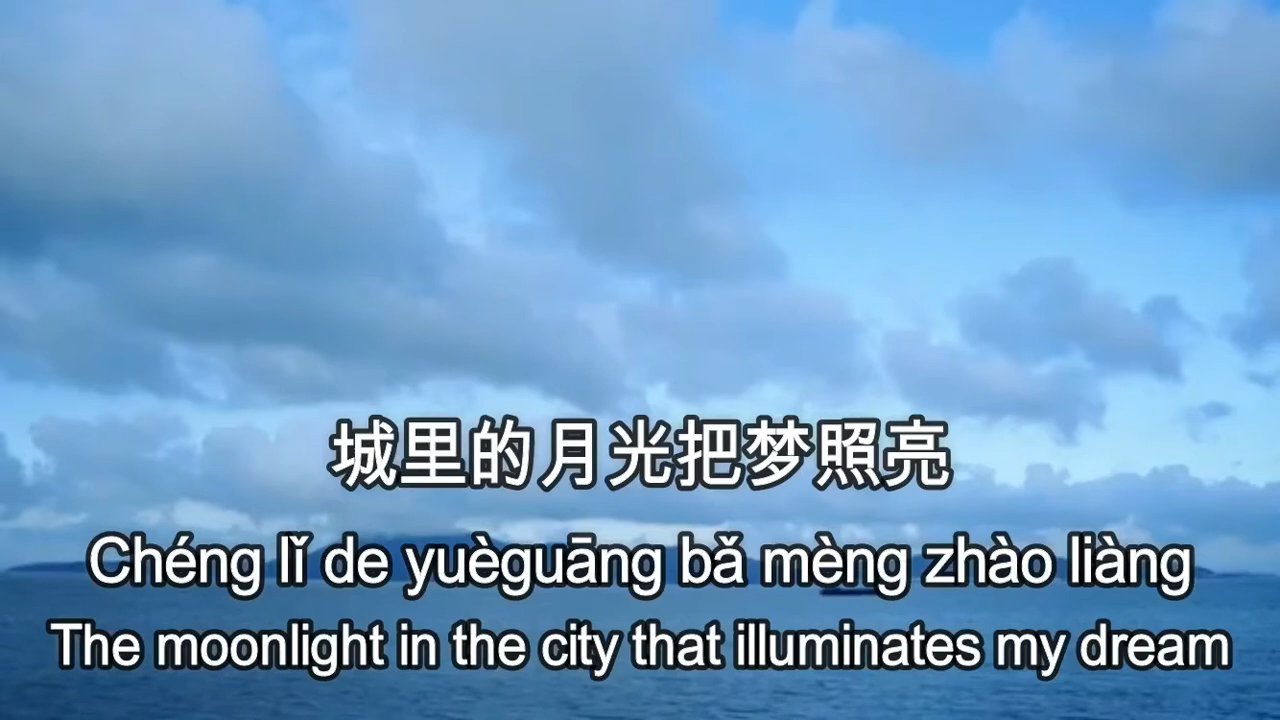 城里的月光把梦照亮
Chéng lǐ de yuèguāng bǎ mèng zhào liàng
The moonlight in the city that illuminates my dream